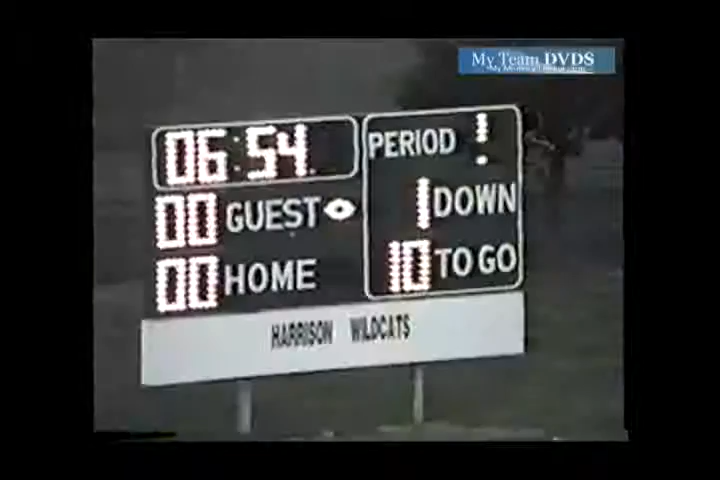 My Team DVDS
06:54
PERIOD 1
00 GUEST
1 DOWN
00 HOME
10 TO GO
HARRISON WILDCATS